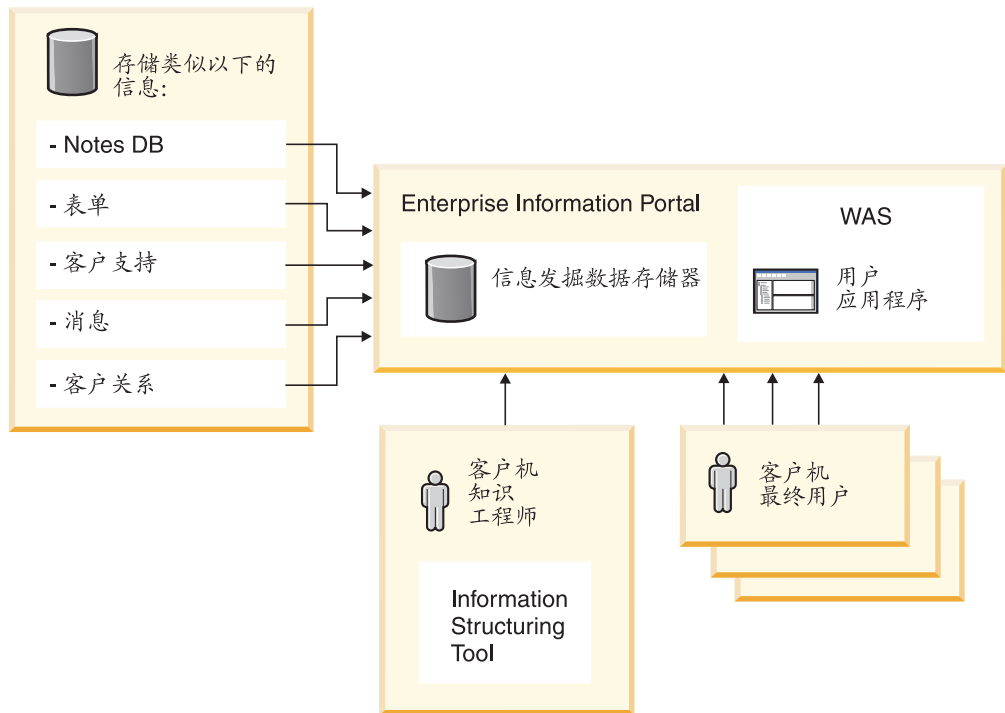 存储类似以下的
信息:
- Notes DB
- 表单
- 客户支持
- 消息
- 客户关系
Enterprise Information Portal
信息发掘数据存储器
WAS
用户
应用程序
客户机
知识
工程师
Information
Structuring
Tool
客户机
最终用户